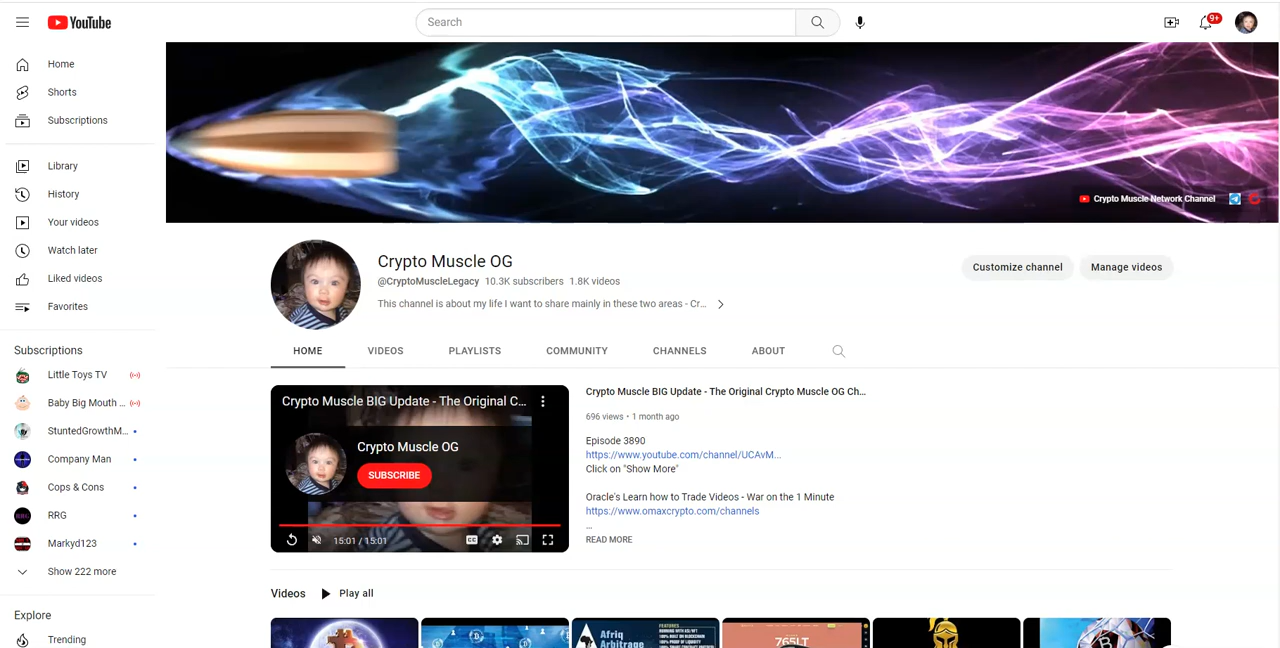 YouTube
Search
9+
Home
Shorts
Subscriptions
Library
History
Your videos
Watch later
Liked videos
Favorites
Subscriptions
Little Toys TV
Baby Big Mouth ...
StuntedGrowthM...
Company Man
Cops & Cons
RRG
Markyd123
Show 222 more
Explore
Trending
Crypto Muscle Network Channel
Crypto Muscle OG
@CryptoMuscleLegacy 10.3K subscribers 1.8K videos
This channel is about my life I want to share mainly in these two areas - Cr...
Customize channel
Manage videos
HOME VIDEOS PLAYLISTS COMMUNITY CHANNELS ABOUT
Crypto Muscle BIG Update - The Original C...
Crypto Muscle OG
SUBSCRIBE
15:01 / 15:01
CC
Crypto Muscle BIG Update - The Original Crypto Muscle OG Ch...
696 views • 1 month ago
Episode 3890
https://www.youtube.com/channel/UCAvM...
Click on "Show More"
Oracle's Learn how to Trade Videos - War on the 1 Minute
https://www.omaxcrypto.com/channels
...
READ MORE
Videos
Play all
Afriq
Arbitrage
FEATURES
765LT